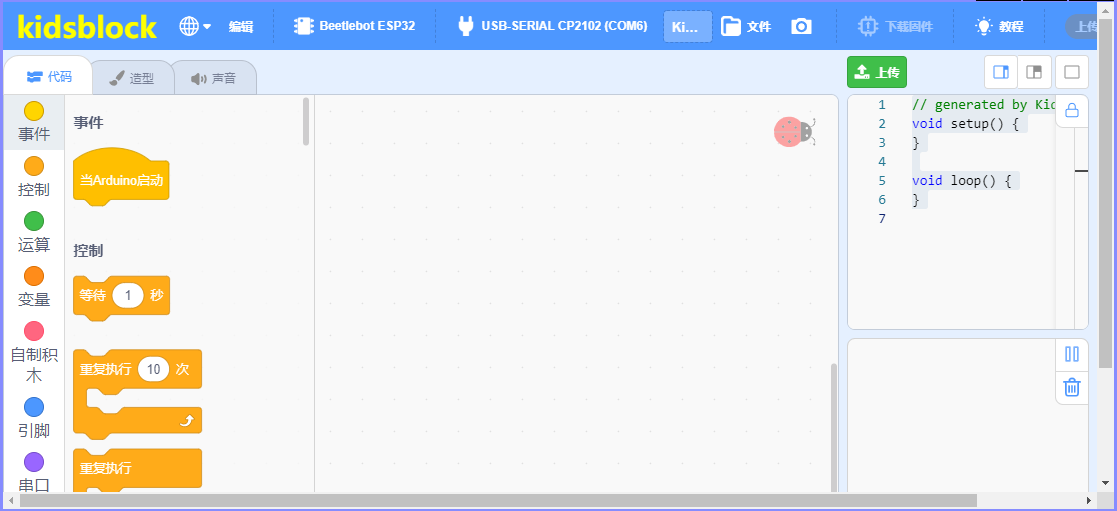 kidsblock
编辑
Beetlebot ESP32
USB-SERIAL CP2102 (COM6)
Ki...
文件
下载固件
教程
上传
代码
造型
声音
上传
事件
控制
运算
变量
自制积
木
引脚
串口
事件
当Arduino启动
控制
等待 1 秒
重复执行 10 次
重复执行
1 // generated by Kid
2 void setup() {
3 }
4
5 void loop() {
6 }
7